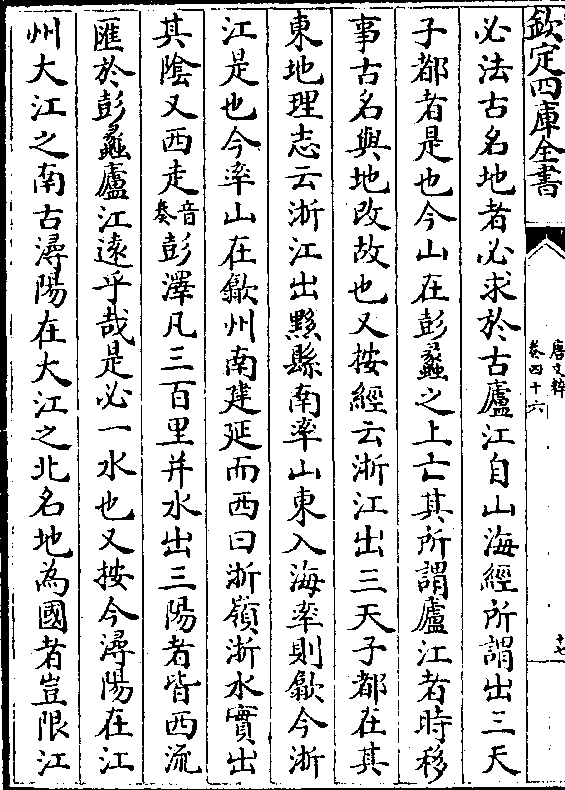 欽定四庫全書
唐文粹
卷四十六
十七
必法古名地者必求於古廬江自山海經所謂出三天
子都者是也今山在彭蠡之上亡其所謂廬江者時移
事古名與地改故也又按經云浙江出三天子都在其
東地理志云浙江出黟縣南率山東入海率則歙今浙
江是也今率山在歙州南建延而西曰浙嶺浙水實出
其陰又西走音奏彭澤凡三百里并水出三陽者皆西流
匯於彭蠡廬江遠乎哉是必一水也又按今潯陽在江
州大江之南古潯陽在大江之北名地為國者豈限江